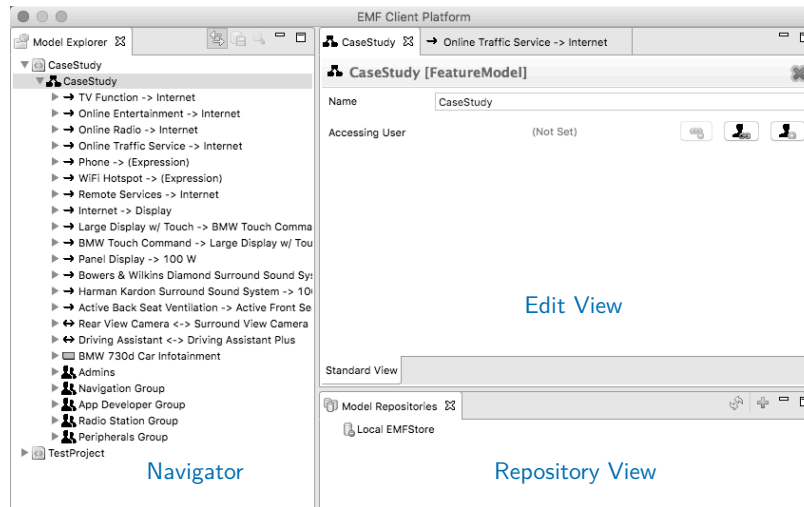 EMF Client Platform
Model Explorer
CaseStudy
CaseStudy
TV Function -> Internet
Online Entertainment -> Internet
Online Radio -> Internet
Online Traffic Service -> Internet
Phone -> (Expression)
WiFi Hotspot -> (Expression)
Remote Services -> Internet
Internet -> Display
Large Display w/ Touch -> BMW Touch Comma
BMW Touch Command -> Large Display w/ Tou
Panel Display -> 100 W
Bowers & Wilkins Diamond Surround Sound Sy
Harman Kardon Surround Sound System -> 10
Active Back Seat Ventilation -> Active Front Se
Rear View Camera <-> Surround View Camera
Driving Assistant <-> Driving Assistant Plus
BMW 730d Car Infotainment
Admins
Navigation Group
App Developer Group
Radio Station Group
Peripherals Group
TestProject
Navigator
CaseStudy
Online Traffic Service -> Internet
CaseStudy [FeatureModel]
Name CaseStudy
Accessing User (Not Set)
Edit View
Standard View
Model Repositories
Local EMFStore
Repository View